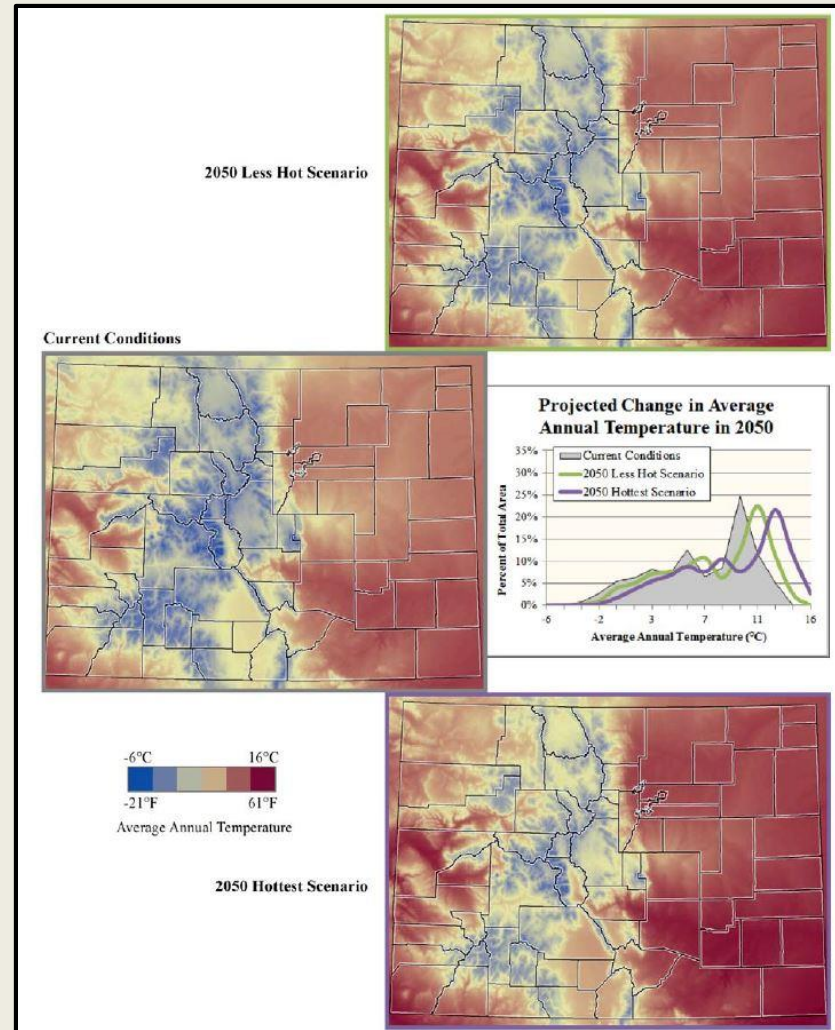 2050 Less Hot Scenario
Current Conditions
Projected Change in Average
Annual Temperature in 2050
Percent of Total Area
35%
30%
25%
20%
15%
10%
5%
0%
Current Conditions
2050 Less Hot Scenario
2050 Hottest Scenario
-6 -2 3 7 11 16
Average Annual Temperature (°C)
-6°C 16°C
-21°F 61°F
Average Annual Temperature
2050 Hottest Scenario